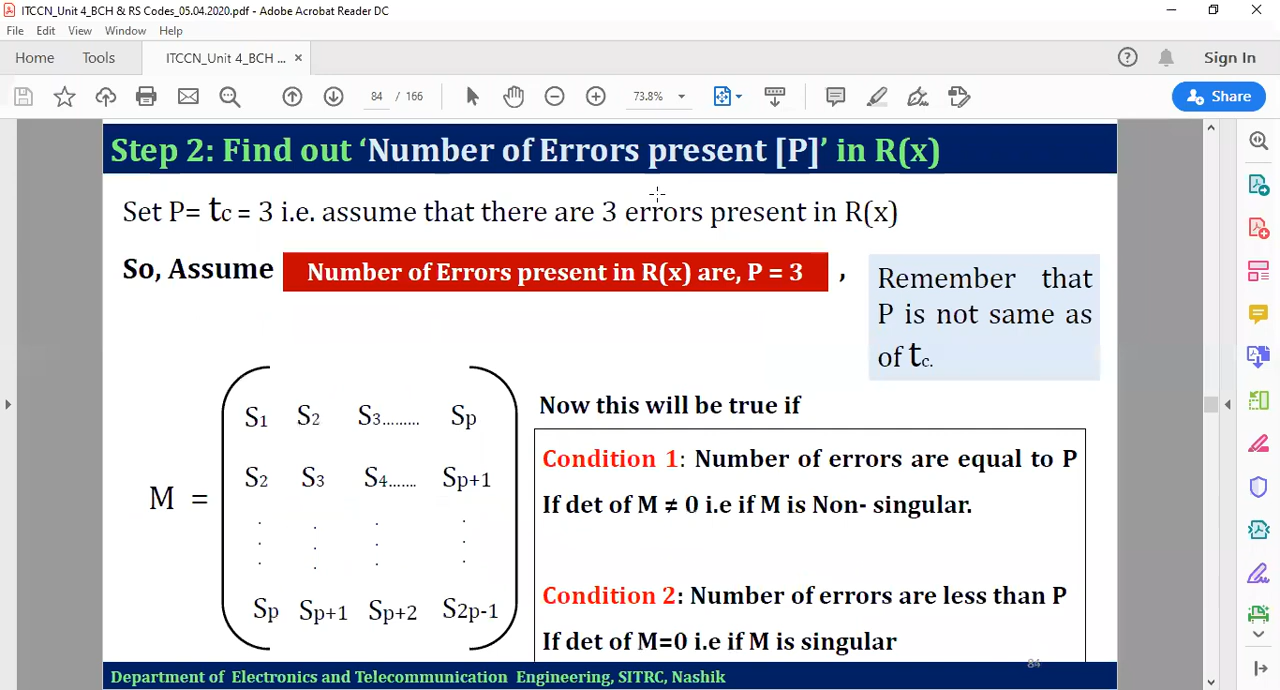 ITCCN_Unit 4_BCH & RS Codes_05.04.2020.pdf - Adobe Acrobat Reader DC
File Edit View Window Help
Home Tools ITCCN_Unit 4_BCH ... × Sign In
84 / 166 73.8% Share
Step 2: Find out ‘Number of Errors present [P]’ in R(x)
Set P= tc = 3 i.e. assume that there are 3 errors present in R(x)
So, Assume Number of Errors present in R(x) are, P = 3 ,
Remember that
P is not same as
of tc.
M =
S1 S2 S3......... Sp
S2 S3 S4....... Sp+1
. . . .
. . . .
. . . .
Sp Sp+1 Sp+2 S2p-1
Now this will be true if
Condition 1: Number of errors are equal to P
If det of M ≠ 0 i.e if M is Non- singular.
Condition 2: Number of errors are less than P
If det of M=0 i.e if M is singular
84
Department of Electronics and Telecommunication Engineering, SITRC, Nashik